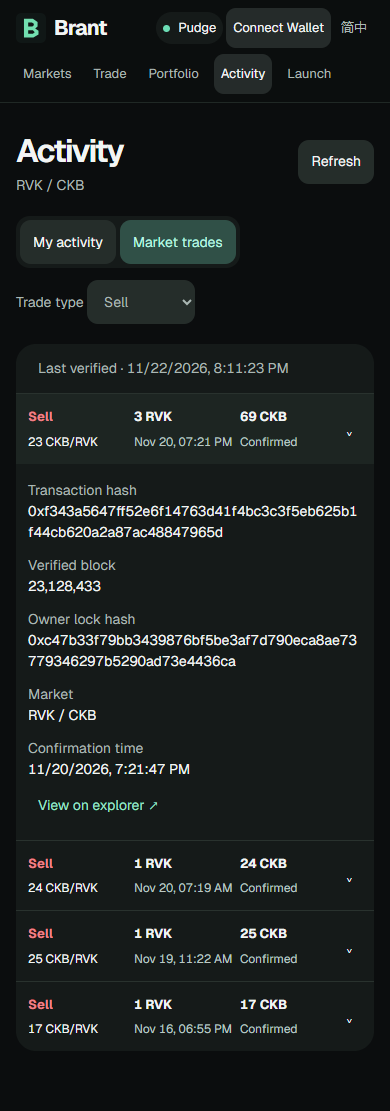 Brant
Pudge
Connect Wallet
简中
Markets
Trade
Portfolio
Activity
Launch
Activity
RVK / CKB
Refresh
My activity
Market trades
Trade type
Sell
Last verified · 11/22/2026, 8:11:23 PM
Sell 3 RVK 69 CKB
23 CKB/RVK Nov 20, 07:21 PM Confirmed
Transaction hash
0xf343a5647ff52e6f14763d41f4bc3c3f5eb625b1
f44cb620a2a87ac48847965d
Verified block
23,128,433
Owner lock hash
0xc47b33f79bb3439876bf5be3af7d790eca8ae73
779346297b5290ad73e4436ca
Market
RVK / CKB
Confirmation time
11/20/2026, 7:21:47 PM
View on explorer ↗
Sell 1 RVK 24 CKB
24 CKB/RVK Nov 20, 07:19 AM Confirmed
Sell 1 RVK 25 CKB
25 CKB/RVK Nov 19, 11:22 AM Confirmed
Sell 1 RVK 17 CKB
17 CKB/RVK Nov 16, 06:55 PM Confirmed